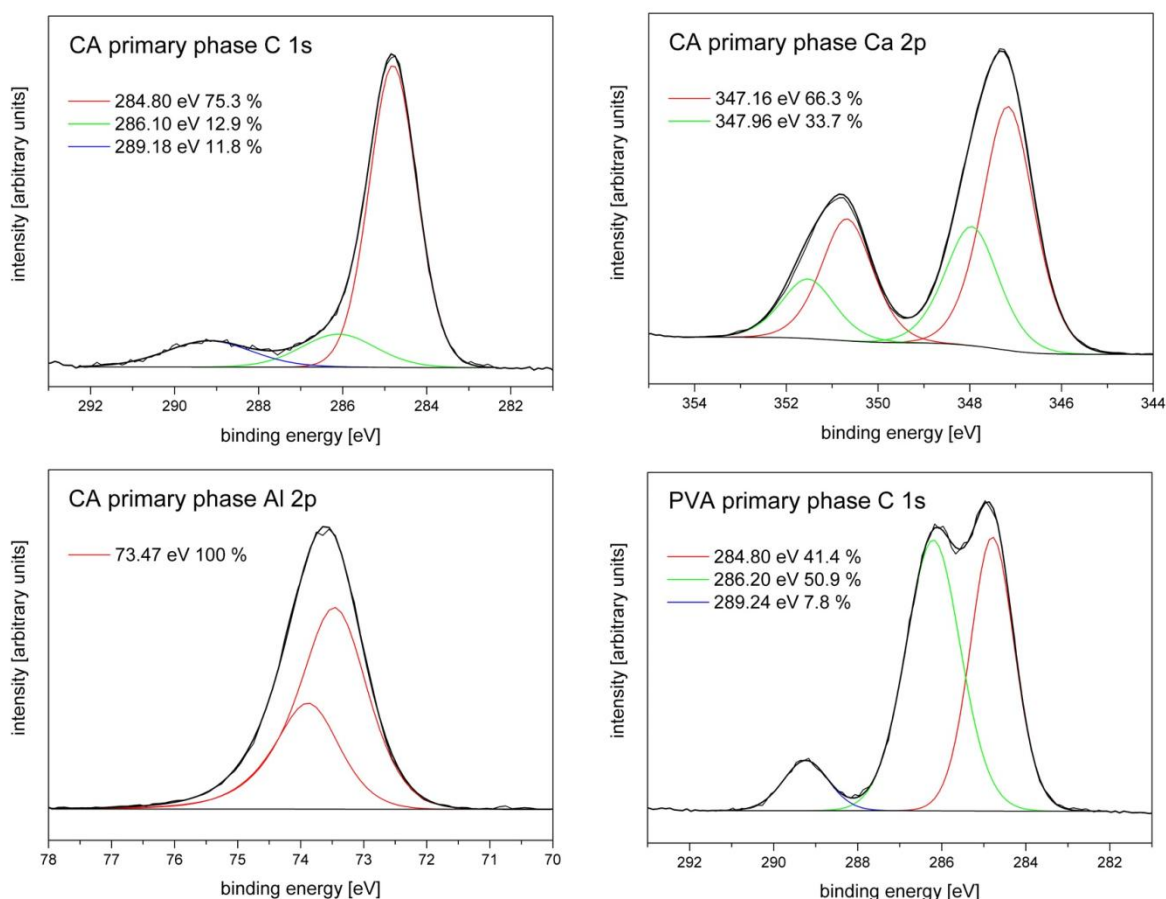 CA primary phase C 1s
284.80 eV 75.3 %
286.10 eV 12.9 %
289.18 eV 11.8 %
intensity [arbitrary units]
292 290 288 286 284 282
binding energy [eV]
CA primary phase Ca 2p
347.16 eV 66.3 %
347.96 eV 33.7 %
intensity [arbitrary units]
354 352 350 348 346 344
binding energy [eV]
CA primary phase Al 2p
73.47 eV 100 %
intensity [arbitrary units]
78 77 76 75 74 73 72 71 70
binding energy [eV]
PVA primary phase C 1s
284.80 eV 41.4 %
286.20 eV 50.9 %
289.24 eV 7.8 %
intensity [arbitrary units]
292 290 288 286 284 282
binding energy [eV]